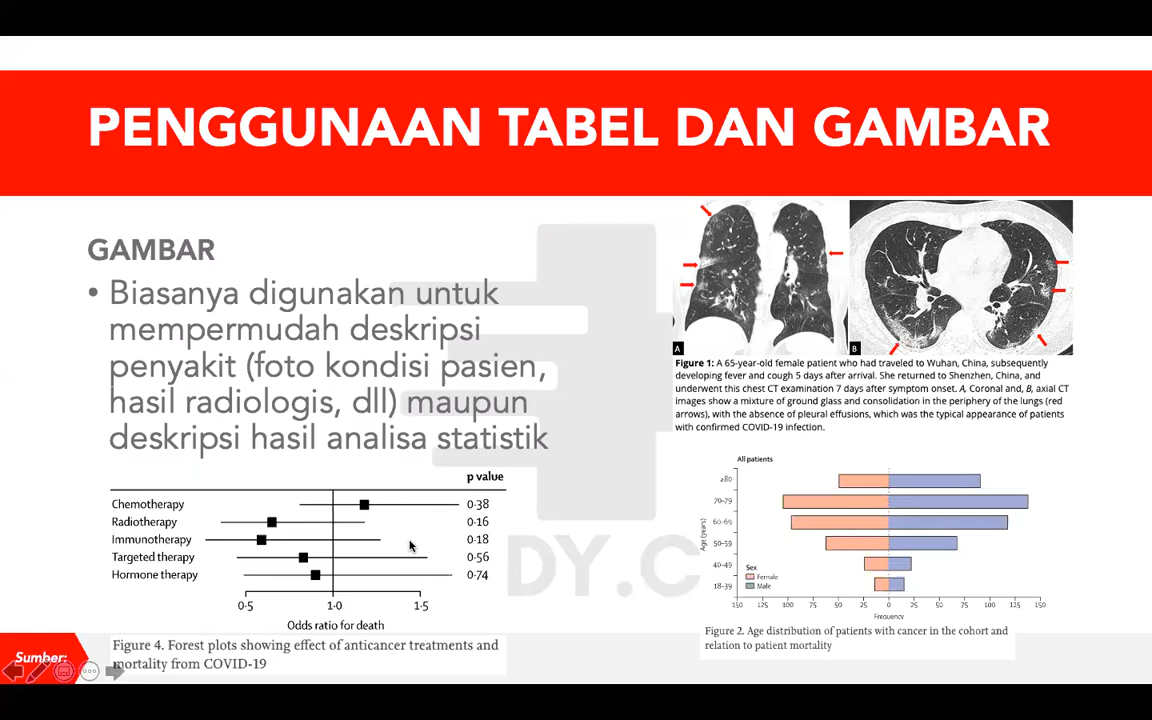 PENGGUNAAN TABEL DAN GAMBAR
GAMBAR
• Biasanya digunakan untuk
mempermudah deskripsi
penyakit (foto kondisi pasien,
hasil radiologis, dll) maupun
deskripsi hasil analisa statistik
A
B
Figure 1: A 65-year-old female patient who had traveled to Wuhan, China, subsequently
developing fever and cough 5 days after arrival. She returned to Shenzhen, China, and
underwent this chest CT examination 7 days after symptom onset. A, Coronal and, B, axial CT
images show a mixture of ground glass and consolidation in the periphery of the lungs (red
arrows), with the absence of pleural effusions, which was the typical appearance of patients
with confirmed COVID-19 infection.
p value
Chemotherapy 0·38
Radiotherapy 0·16
Immunotherapy 0·18
Targeted therapy 0·56
Hormone therapy 0·74
0·5 1·0 1·5
Odds ratio for death
Figure 4. Forest plots showing effect of anticancer treatments and
mortality from COVID-19
All patients
Age (years)
≥80
70–79
60–69
50–59
40–49
18–39
Sex
Female
Male
150 125 100 75 50 25 0 25 50 75 100 125 150
Frequency
Figure 2. Age distribution of patients with cancer in the cohort and
relation to patient mortality
DY.C
Sumber: